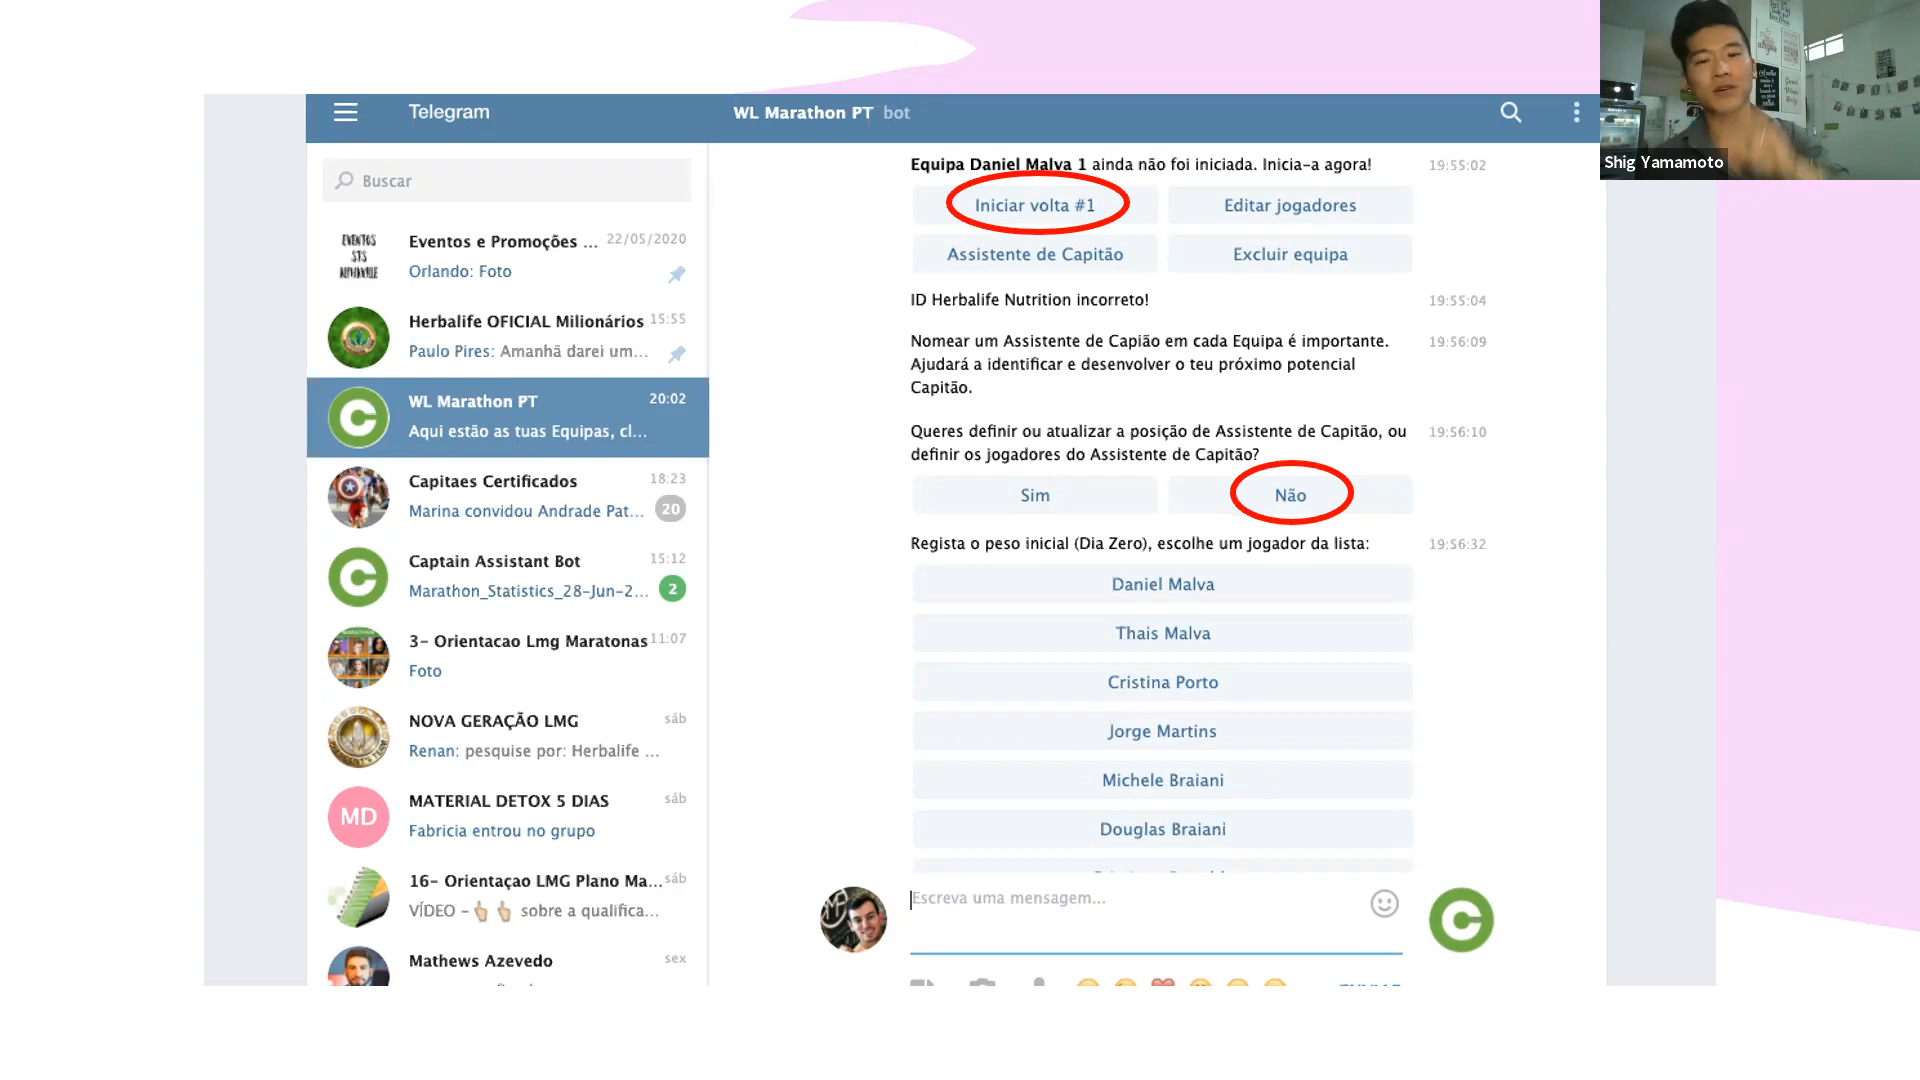 Telegram
WL Marathon PT bot
Shig Yamamoto
Buscar
EVENTOS
STS
Eventos e Promoções ... 22/05/2020
Orlando: Foto
Herbalife OFICIAL Milionários 15:55
Paulo Pires: Amanhã darei um...
WL Marathon PT 20:02
Aqui estão as tuas Equipas, cl...
Capitaes Certificados 18:23
Marina convidou Andrade Pat... 20
Captain Assistant Bot 15:12
Marathon_Statistics_28-Jun-2... 2
3- Orientacao Lmg Maratonas 11:07
Foto
NOVA GERAÇÃO LMG sáb
Renan: pesquise por: Herbalife ...
MD
MATERIAL DETOX 5 DIAS sáb
Fabricia entrou no grupo
16- Orientaçao LMG Plano Ma... sáb
VÍDEO - 👆🏻 👆🏻 sobre a qualifica...
Mathews Azevedo sex
Equipa Daniel Malva 1 ainda não foi iniciada. Inicia-a agora! 19:55:02
Iniciar volta #1
Editar jogadores
Assistente de Capitão
Excluir equipa
ID Herbalife Nutrition incorreto! 19:55:04
Nomear um Assistente de Capião em cada Equipa é importante. 19:56:09
Ajudará a identificar e desenvolver o teu próximo potencial
Capitão.
Queres definir ou atualizar a posição de Assistente de Capitão, ou 19:56:10
definir os jogadores do Assistente de Capitão?
Sim
Não
Regista o peso inicial (Dia Zero), escolhe um jogador da lista: 19:56:32
Daniel Malva
Thais Malva
Cristina Porto
Jorge Martins
Michele Braiani
Douglas Braiani
Escreva uma mensagem...